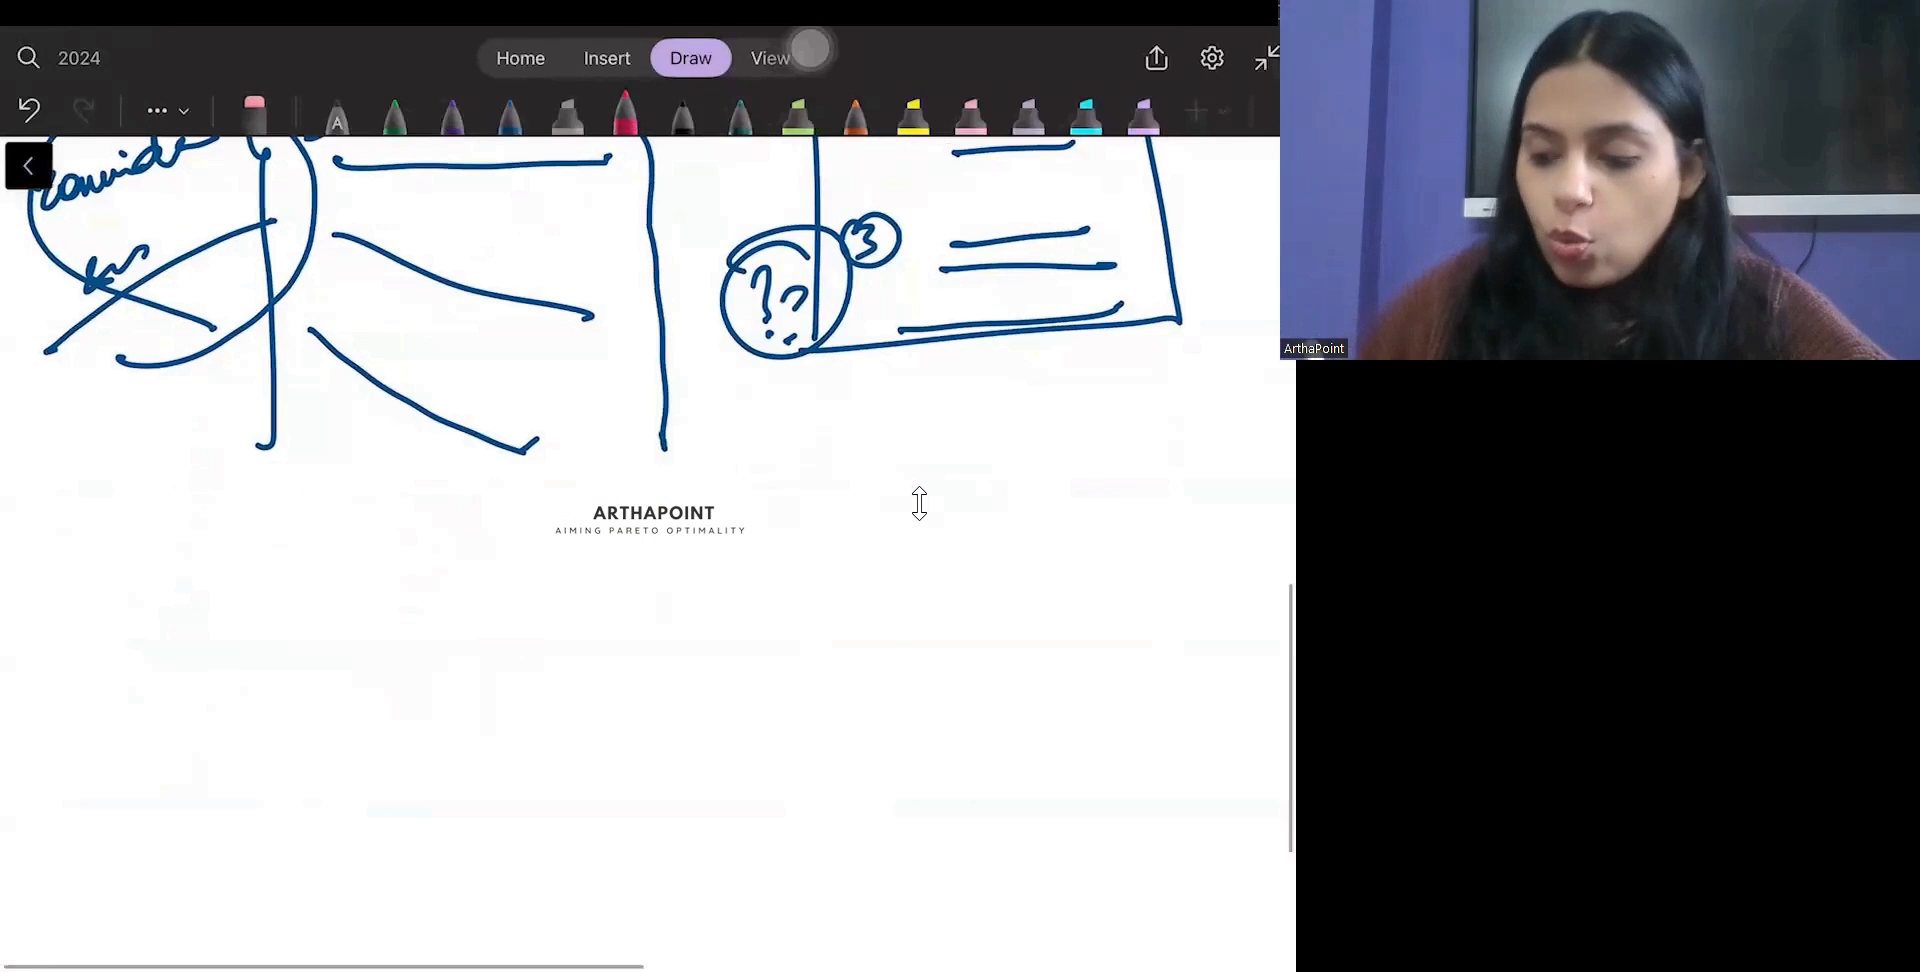 2024
Home Insert Draw View
A
3
??
ARTHAPOINT
AIMING PARETO OPTIMALITY
ArthaPoint